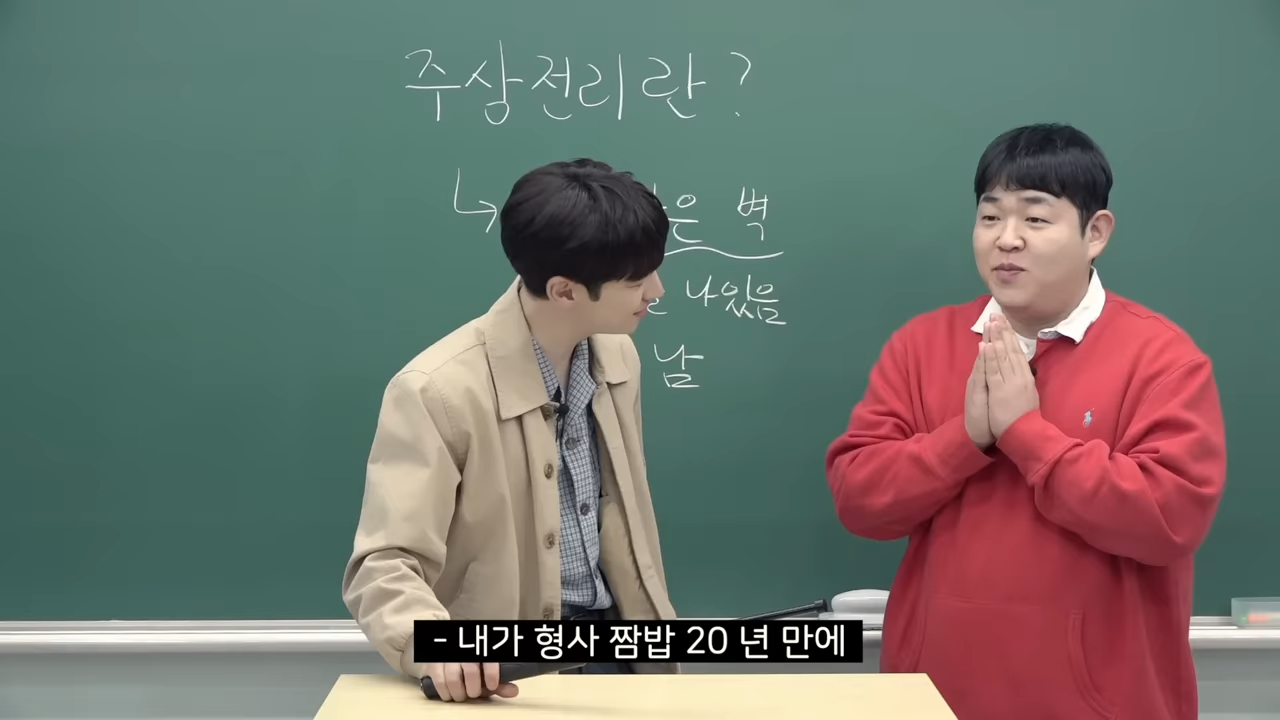 주상전리란?
↳ 은 벽
나있음
남
- 내가 형사 짬밥 20 년 만에